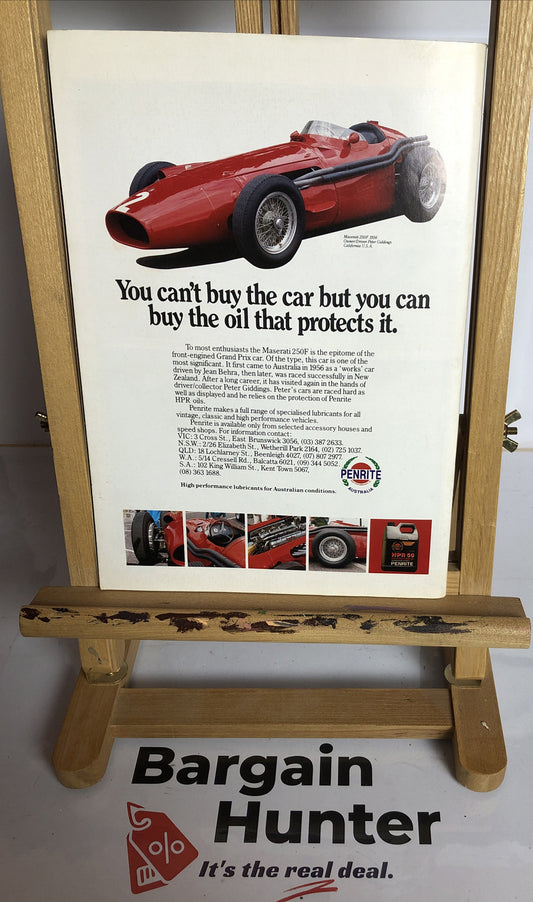 2
Maserati 250F 1956
Owner/Driver Peter Giddings
California U.S.A.
You can't buy the car but you can
buy the oil that protects it.
To most enthusiasts the Maserati 250F is the epitome of the
front-engined Grand Prix car. Of the type, this car is one of the
most significant. It first came to Australia in 1956 as a 'works' car
driven by Jean Behra, then later, was raced successfully in New
Zealand. After a long career, it has visited again in the hands of
driver/collector Peter Giddings. Peter's cars are raced hard as
well as displayed and he relies on the protection of Penrite
HPR oils.
Penrite makes a full range of specialised lubricants for all
vintage, classic and high performance vehicles.
Penrite is available only from selected accessory houses and
speed shops. For information contact:
VIC: 3 Cross St., East Brunswick 3056, (03) 387 2633.
N.S.W.: 2/26 Elizabeth St., Wetherill Park 2164, (02) 725 1037.
QLD: 18 Lochlarney St., Beenleigh 4027, (07) 807 2977.
W.A.: 5/14 Cressell Rd., Balcatta 6021, (09) 344 5052.
S.A.: 102 King William St., Kent Town 5067,
(08) 363 1688.
PENRITE
AUSTRALIA
High performance lubricants for Australian conditions.
HPR 50
PENRITE
Bargain
Hunter
%
It's the real deal.